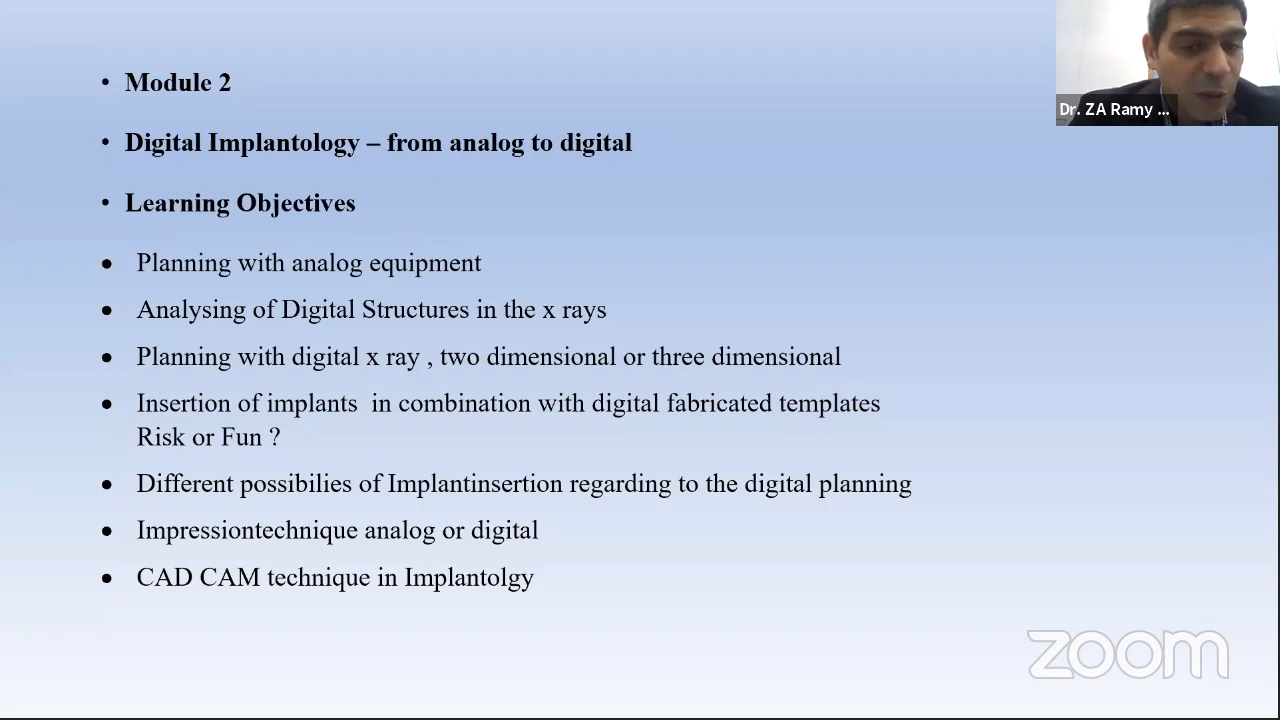 • Module 2
• Digital Implantology – from analog to digital
• Learning Objectives
• Planning with analog equipment
• Analysing of Digital Structures in the x rays
• Planning with digital x ray , two dimensional or three dimensional
• Insertion of implants in combination with digital fabricated templates
Risk or Fun ?
• Different possibilies of Implantinsertion regarding to the digital planning
• Impressiontechnique analog or digital
• CAD CAM technique in Implantolgy
Dr. ZA Ramy ...
zoom